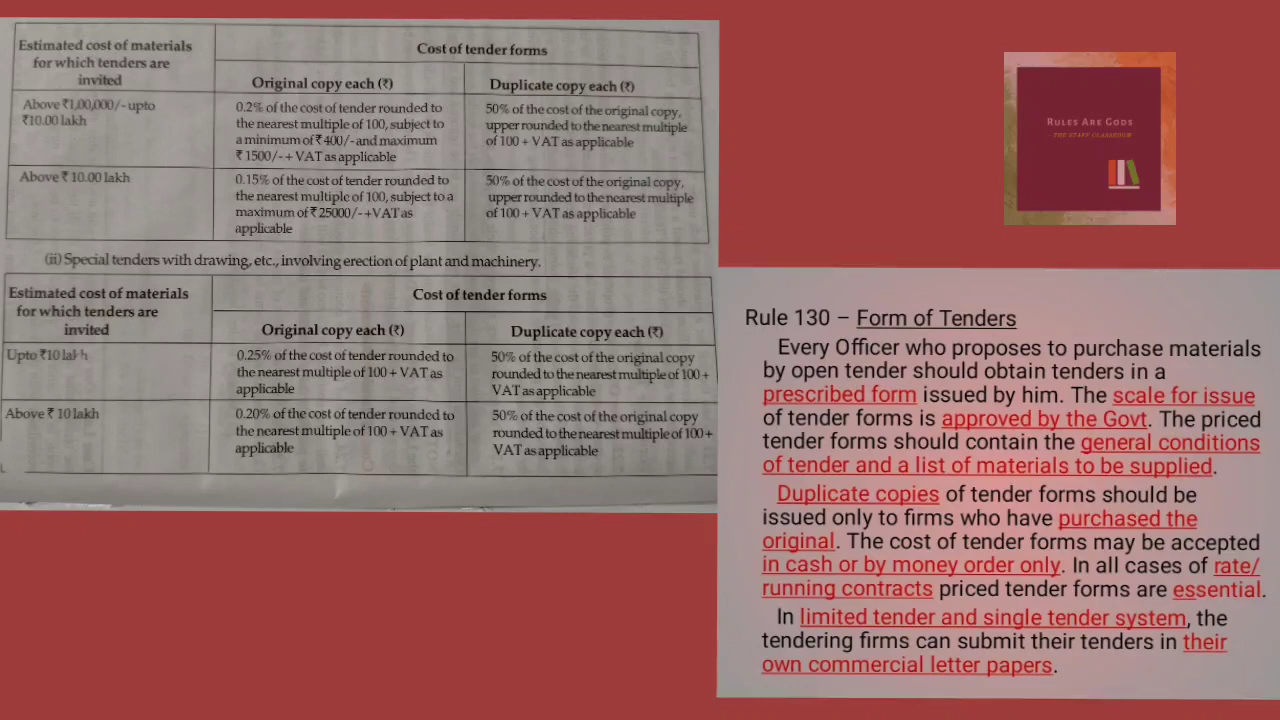 Estimated cost of materials
for which tenders are
invited
Cost of tender forms
Original copy each (₹)
Duplicate copy each (₹)
Above ₹1,00,000/- upto
₹10.00 lakh
0.2% of the cost of tender rounded to
the nearest multiple of 100, subject to
a minimum of ₹ 400/- and maximum
₹ 1500/- + VAT as applicable
50% of the cost of the original copy,
upper rounded to the nearest multiple
of 100 + VAT as applicable
Above ₹ 10.00 lakh
0.15% of the cost of tender rounded to
the nearest multiple of 100, subject to a
maximum of ₹ 25000/- +VAT as
applicable
50% of the cost of the original copy,
upper rounded to the nearest multiple
of 100 + VAT as applicable
(ii) Special tenders with drawing, etc., involving erection of plant and machinery.
Estimated cost of materials
for which tenders are
invited
Cost of tender forms
Original copy each (₹)
Duplicate copy each (₹)
Upto ₹10 lakh
0.25% of the cost of tender rounded to
the nearest multiple of 100 + VAT as
applicable
50% of the cost of the original copy
rounded to the nearest multiple of 100 +
VAT as applicable
Above ₹ 10 lakh
0.20% of the cost of tender rounded to
the nearest multiple of 100 + VAT as
applicable
50% of the cost of the original copy
rounded to the nearest multiple of 100 +
VAT as applicable
RULES ARE GODS
THE STAFF CLASSROOM
Rule 130 – Form of Tenders
Every Officer who proposes to purchase materials
by open tender should obtain tenders in a
prescribed form issued by him. The scale for issue
of tender forms is approved by the Govt. The priced
tender forms should contain the general conditions
of tender and a list of materials to be supplied.
Duplicate copies of tender forms should be
issued only to firms who have purchased the
original. The cost of tender forms may be accepted
in cash or by money order only. In all cases of rate/
running contracts priced tender forms are essential.
In limited tender and single tender system, the
tendering firms can submit their tenders in their
own commercial letter papers.